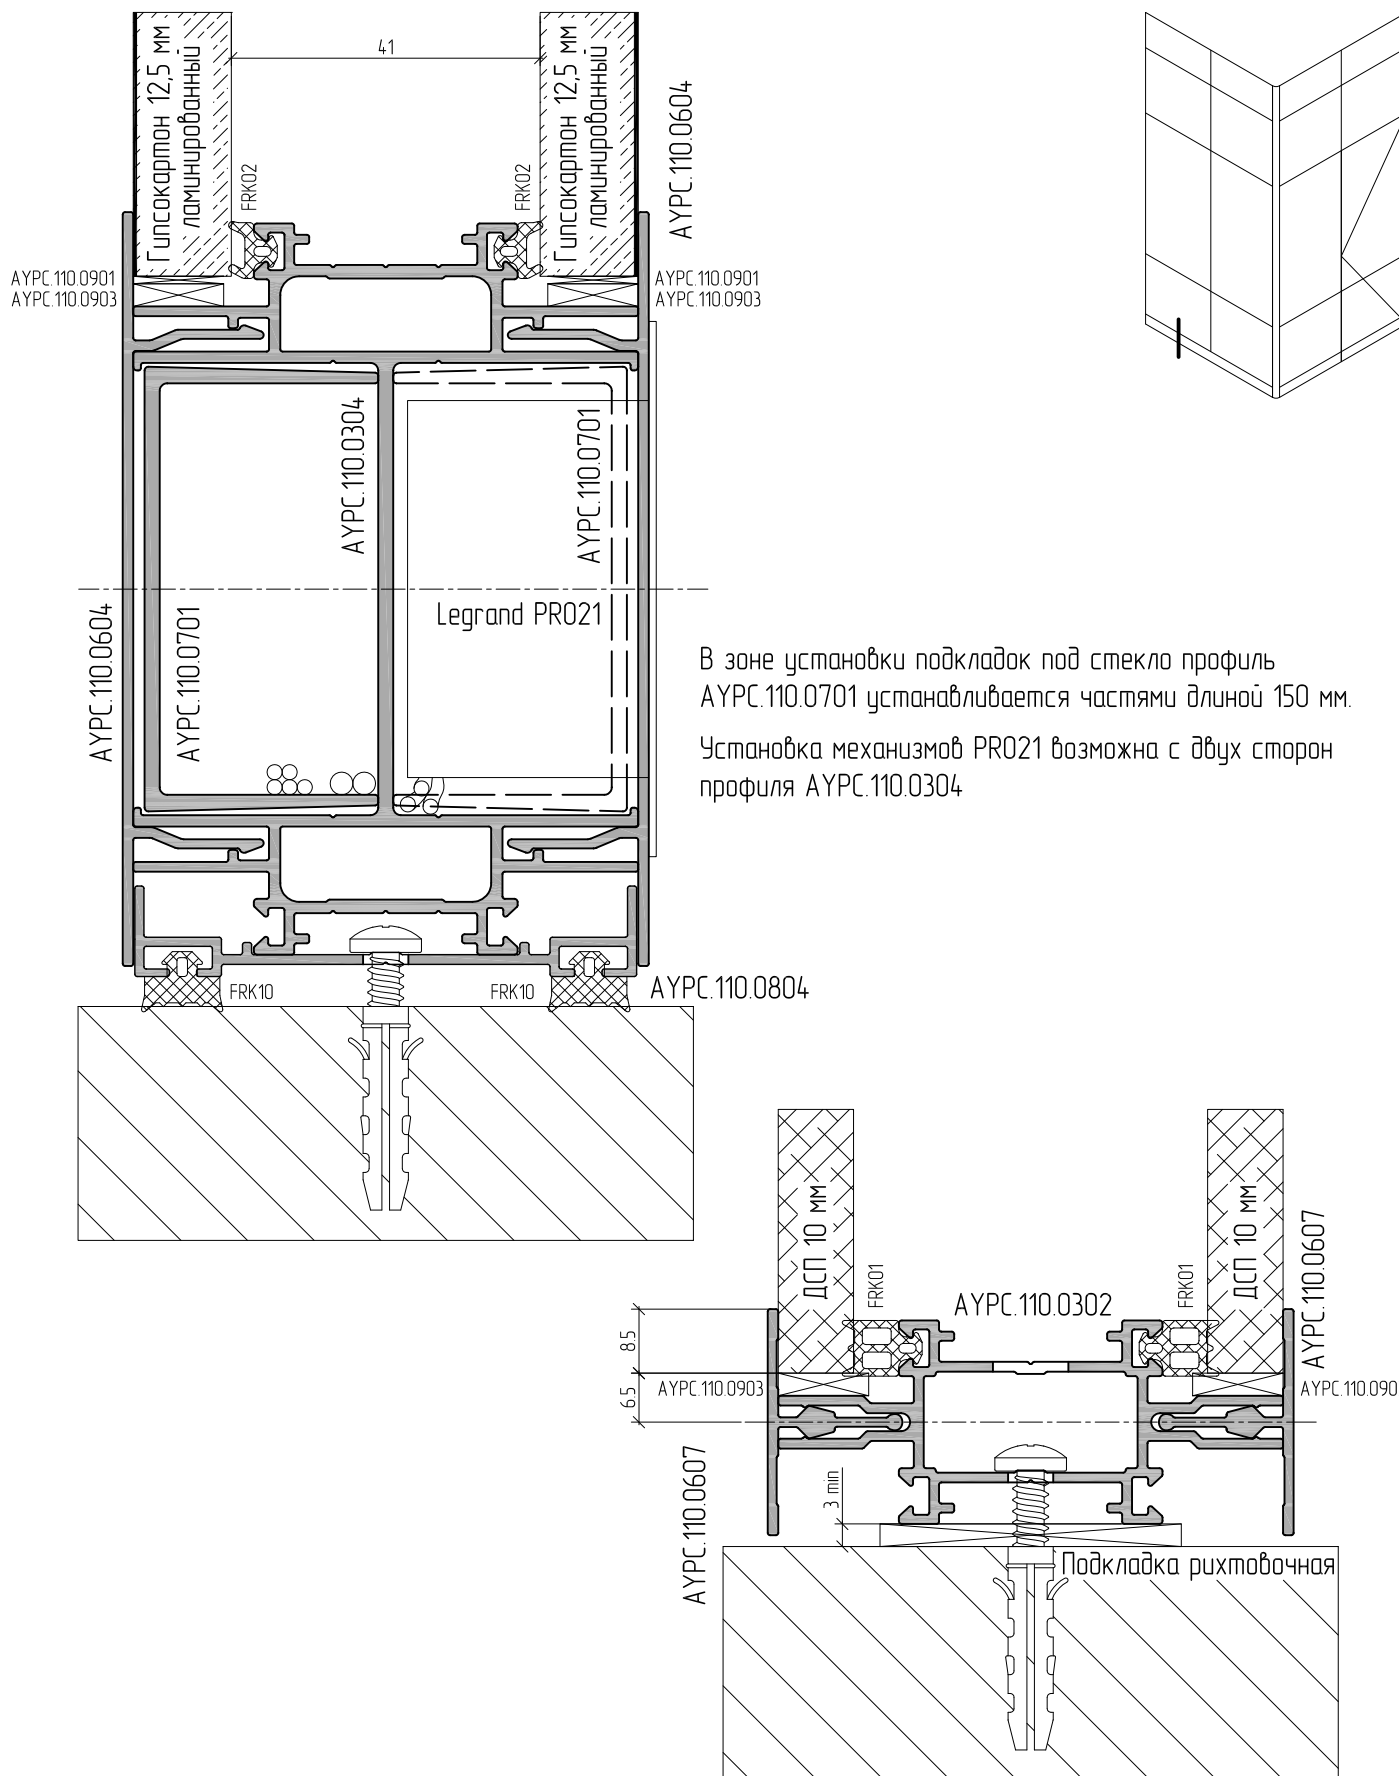 41
Гипсокартон 12,5 мм
ламинированный
Гипсокартон 12,5 мм
ламинированный
AYPC.110.0604
FRK02
FRK02
AYPC.110.0901
AYPC.110.0903
AYPC.110.0901
AYPC.110.0903
AYPC.110.0304
AYPC.110.0701
AYPC.110.0604
AYPC.110.0701
Legrand PRO21
В зоне установки подкладок под стекло профиль
AYPC.110.0701 устанавливается частями длиной 150 мм.
Установка механизмов PRO21 возможна с двух сторон
профиля AYPC.110.0304
FRK10
FRK10
AYPC.110.0804
ДСП 10 мм
ДСП 10 мм
FRK01
FRK01
AYPC.110.0302
AYPC.110.0607
8.5
6.5
AYPC.110.0903
AYPC.110.090
AYPC.110.0607
3 min
Подкладка рихтовочная